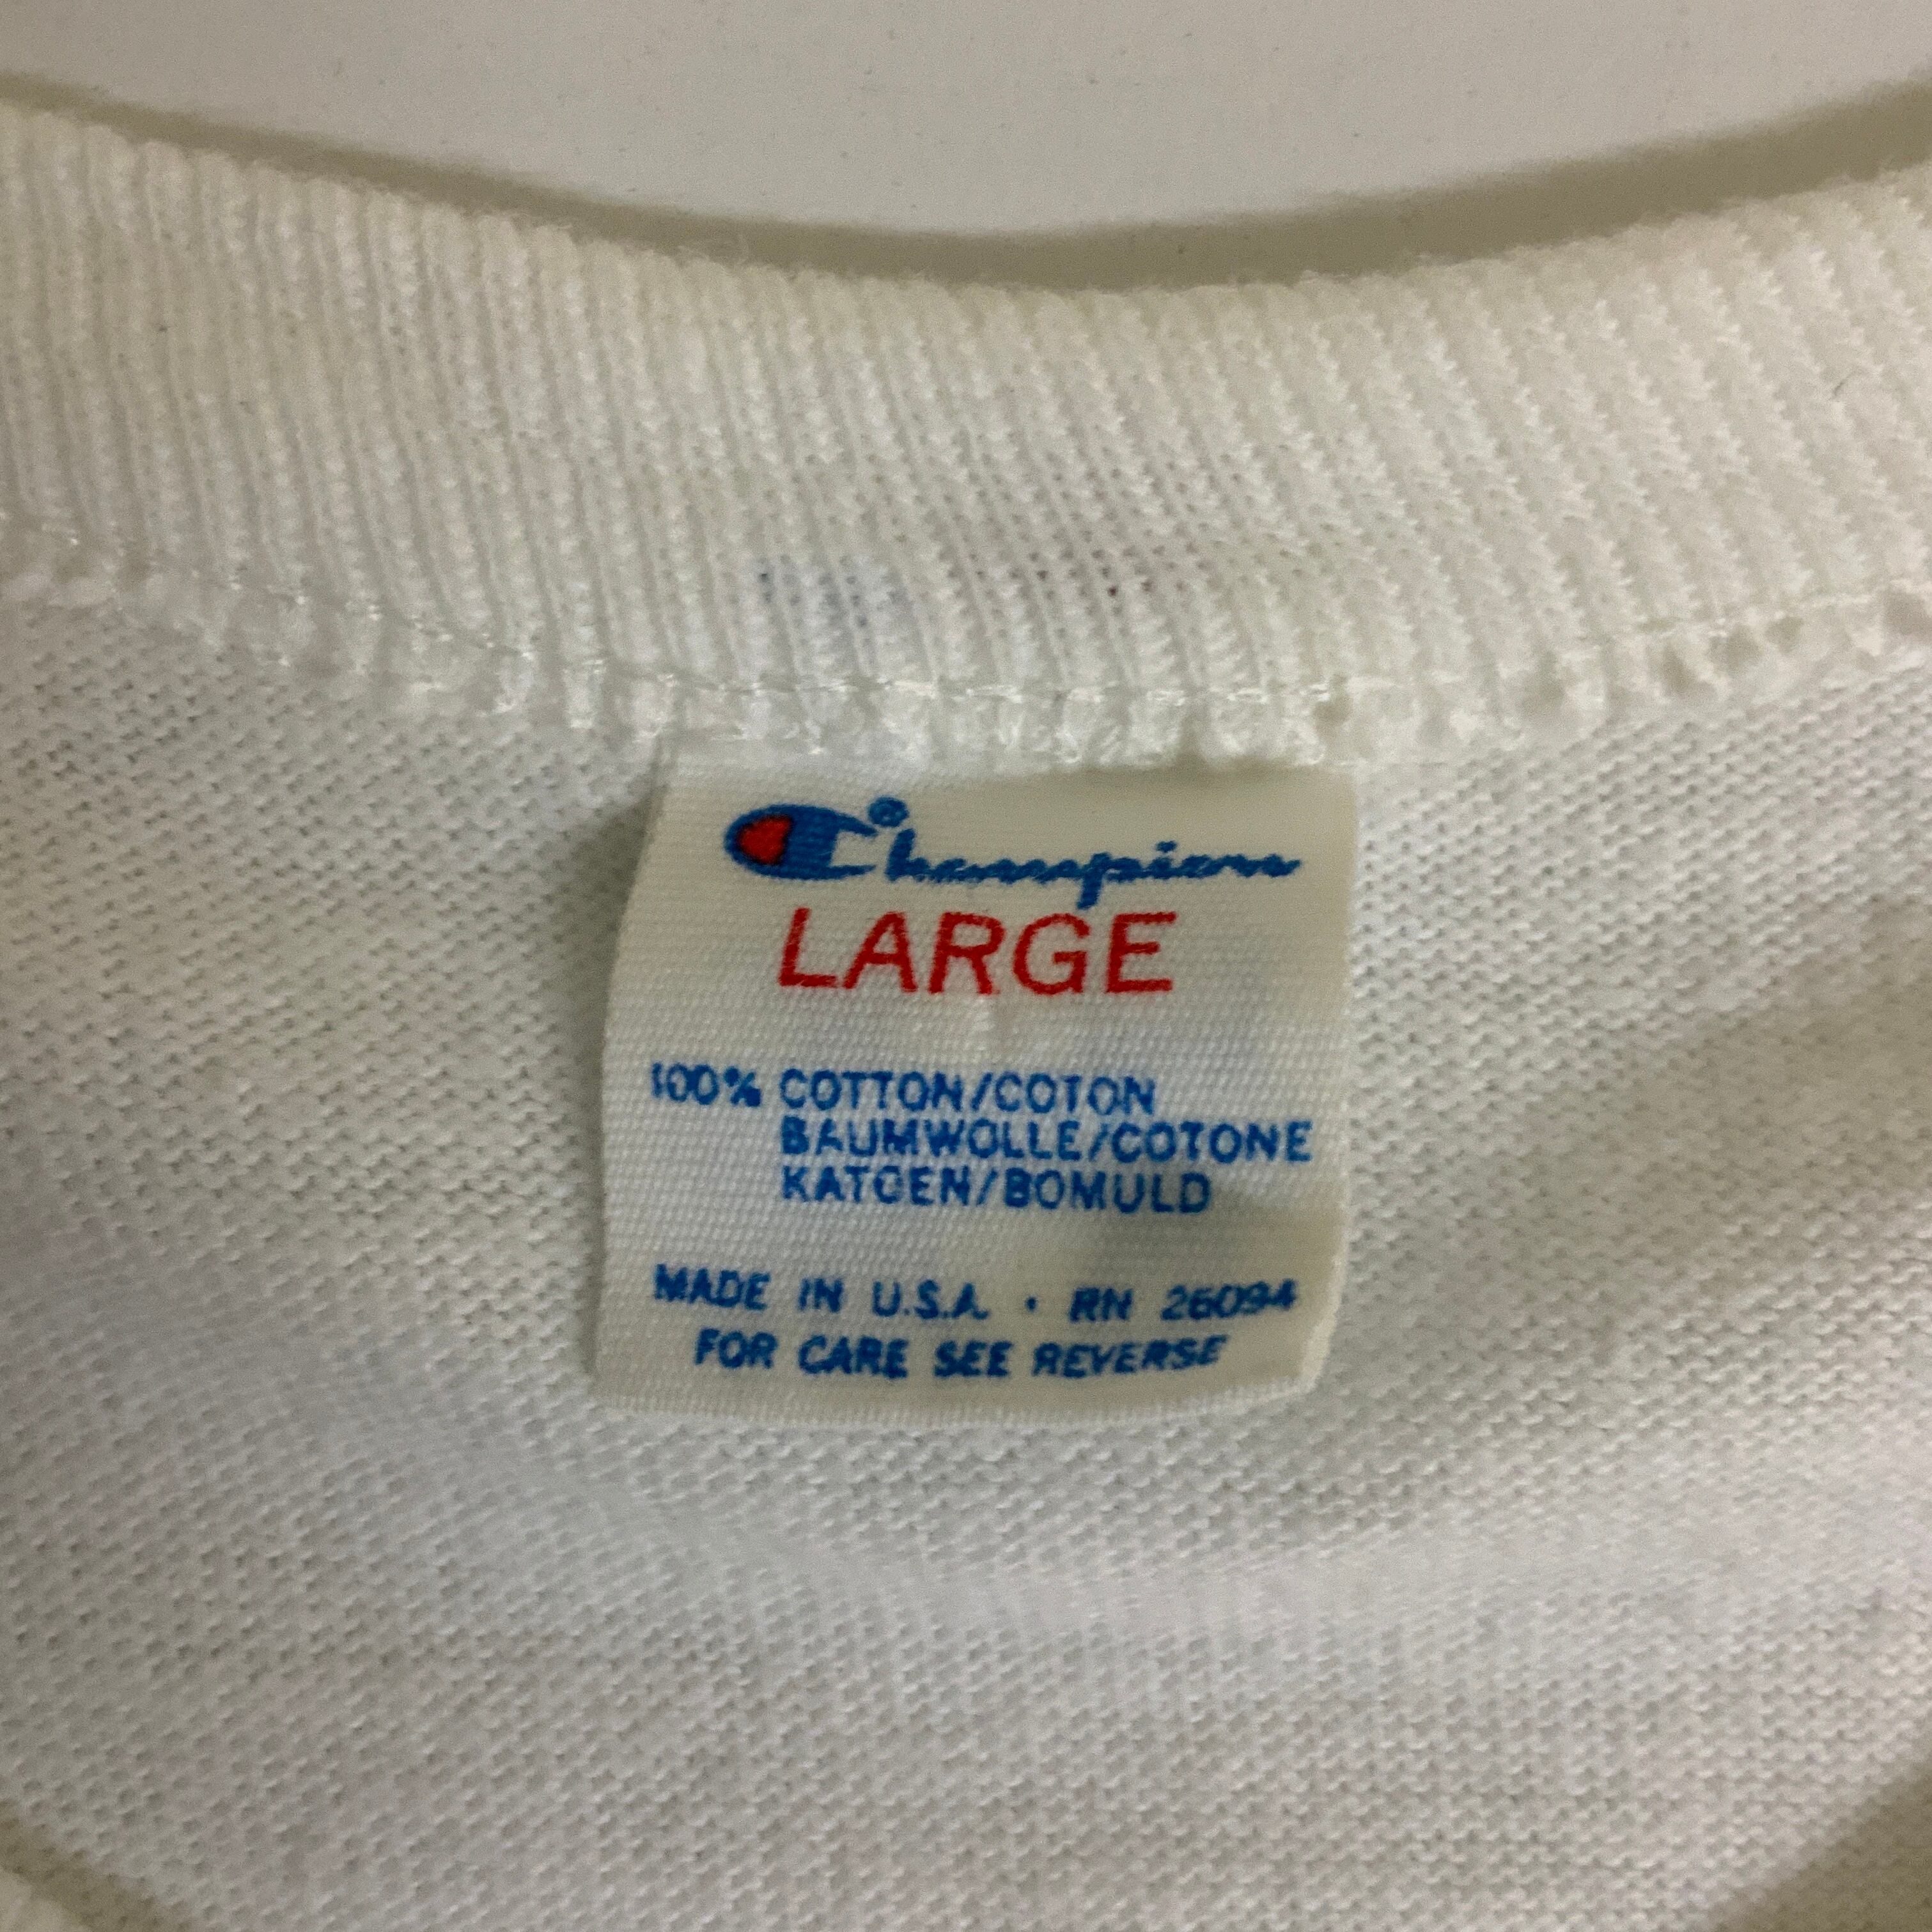 Champion®
LARGE
100% COTTON/COTON
BAUMWOLLE/COTONE
KATOEN/BOMULD
MADE IN U.S.A. • RN 26094
FOR CARE SEE REVERSE